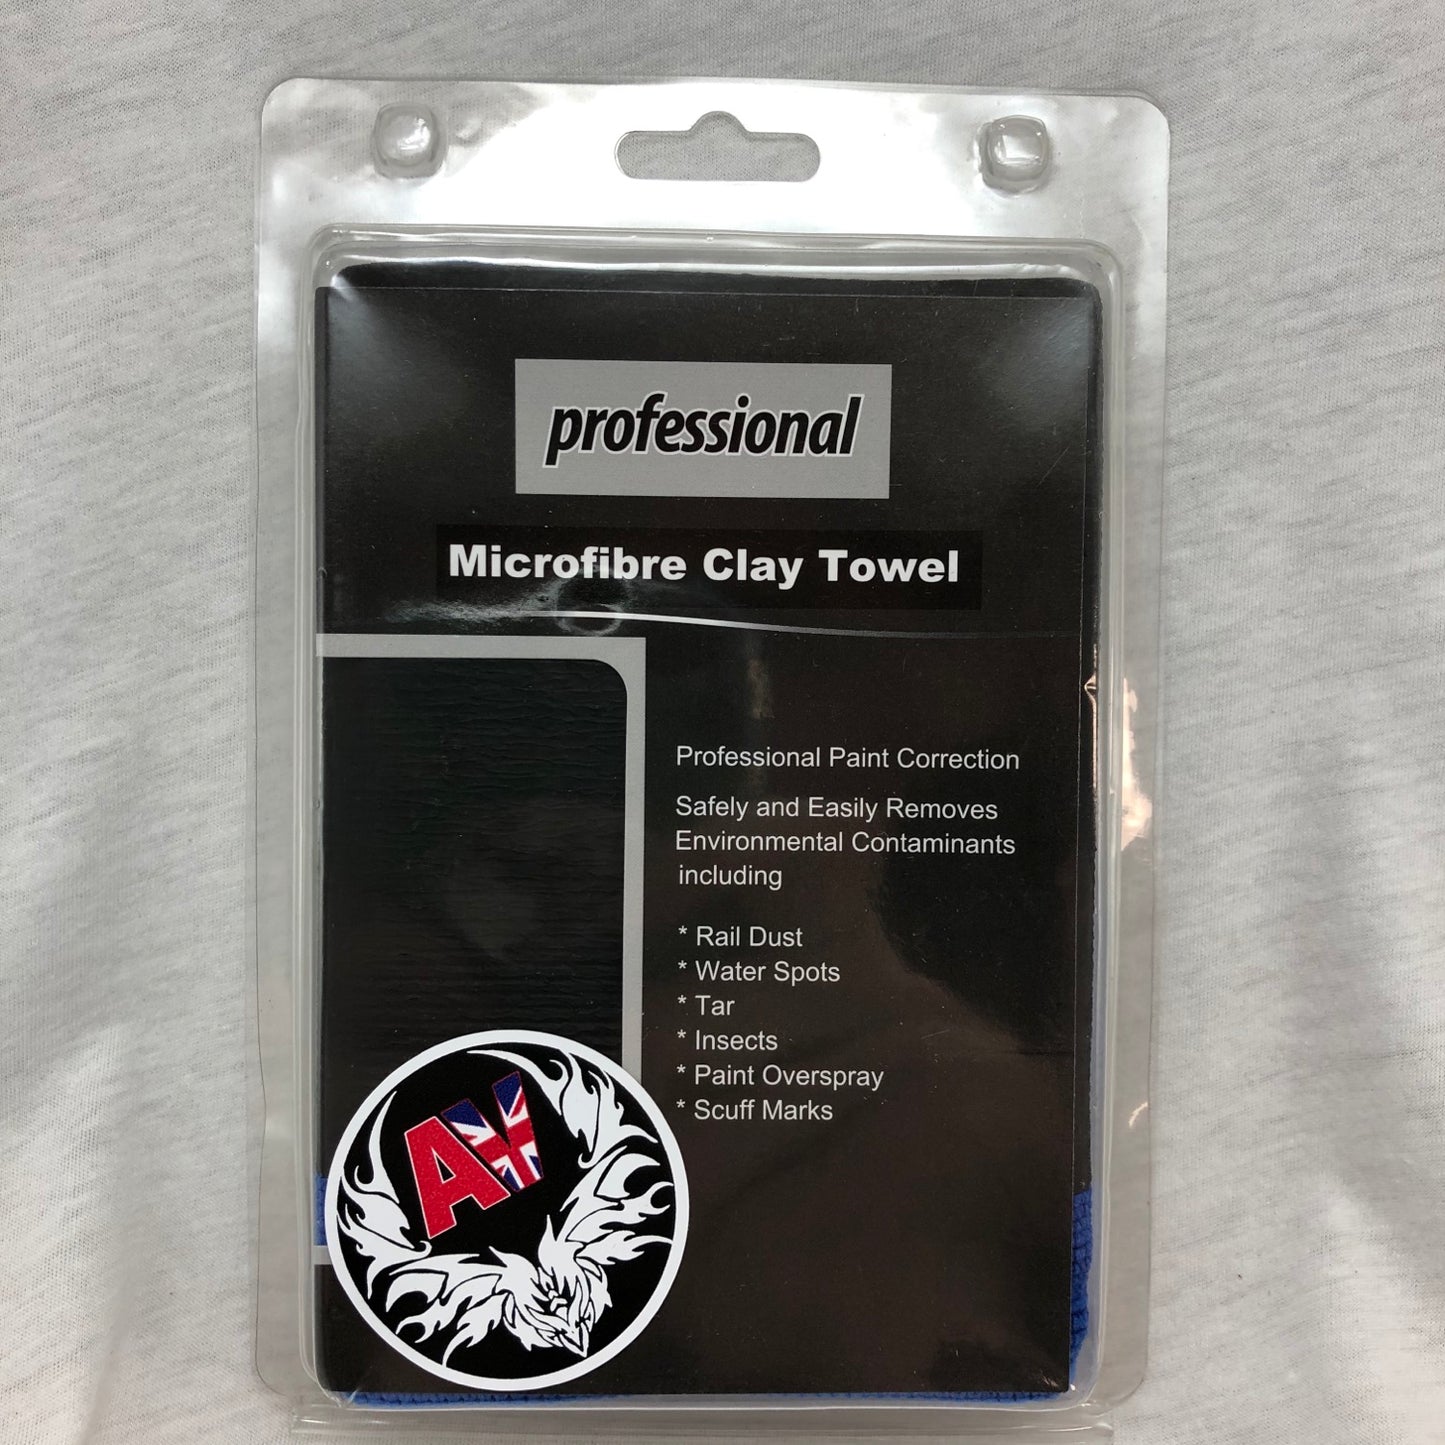 professional
Microfibre Clay Towel
Professional Paint Correction
Safely and Easily Removes
Environmental Contaminants
including
* Rail Dust
* Water Spots
* Tar
* Insects
* Paint Overspray
* Scuff Marks
AV